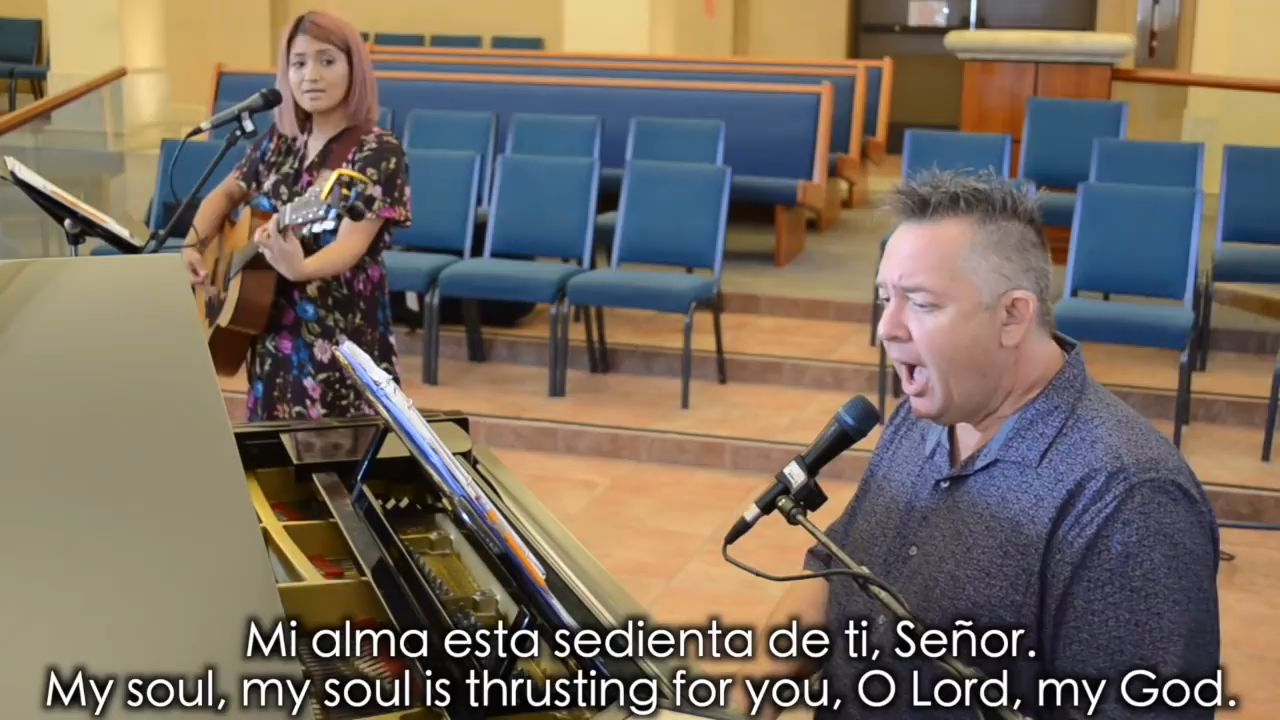 Mi alma esta sedienta de ti, Señor.
My soul, my soul is thrusting for you, O Lord, my God.